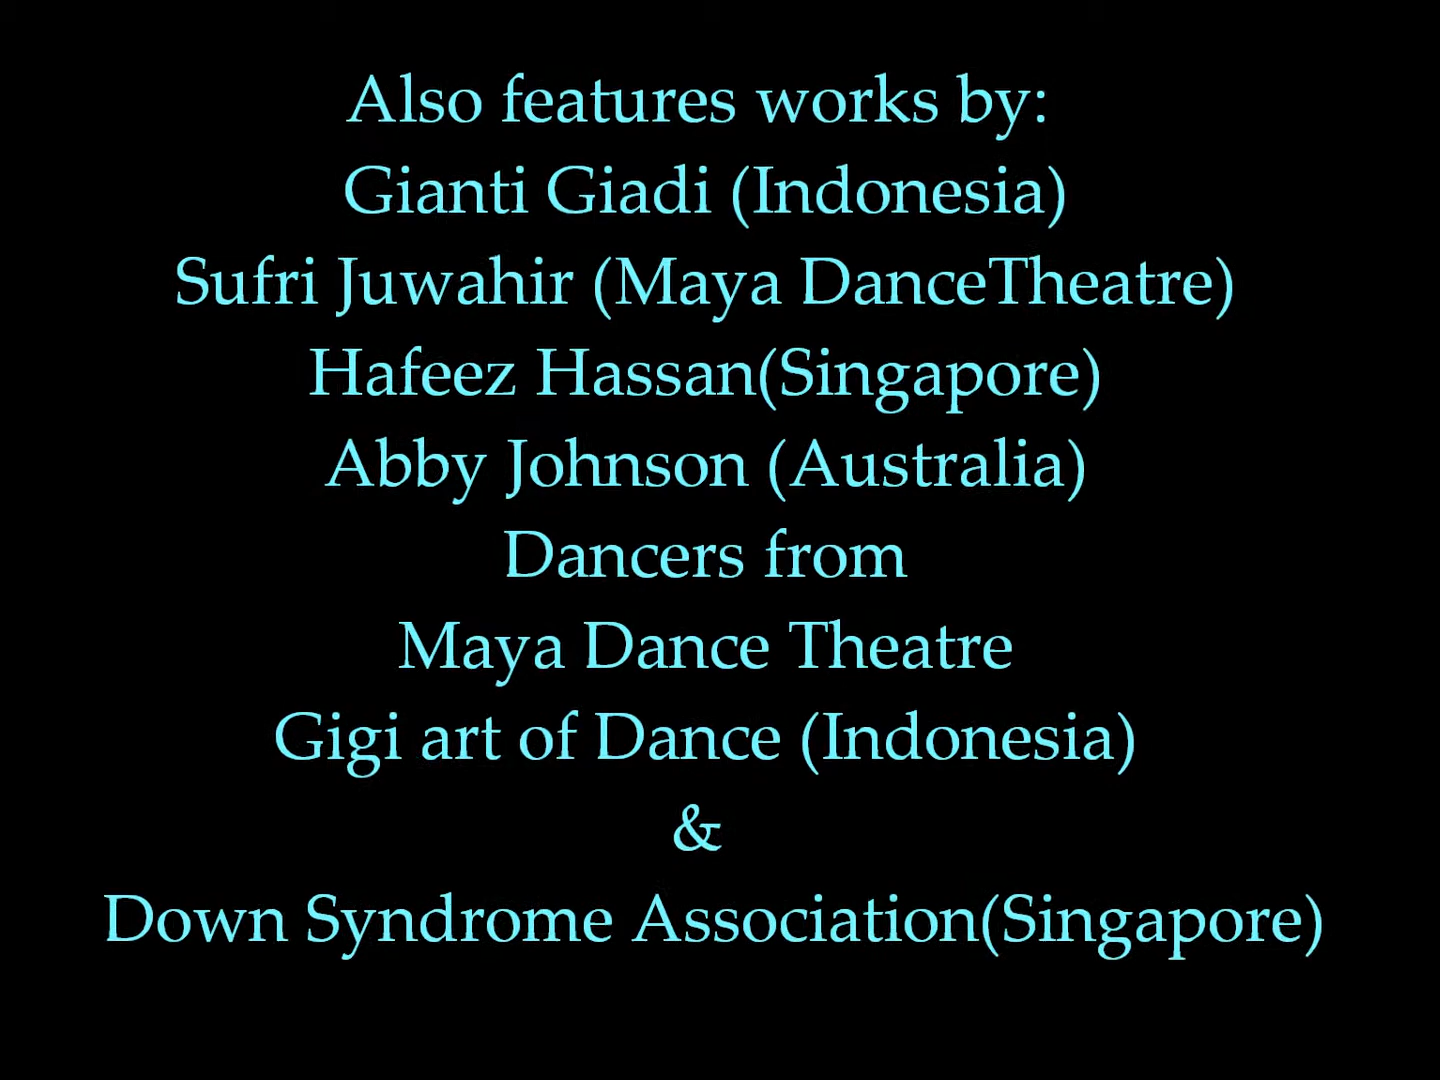 Also features works by:
Gianti Giadi (Indonesia)
Sufri Juwahir (Maya DanceTheatre)
Hafeez Hassan(Singapore)
Abby Johnson (Australia)
Dancers from
Maya Dance Theatre
Gigi art of Dance (Indonesia)
&
Down Syndrome Association(Singapore)